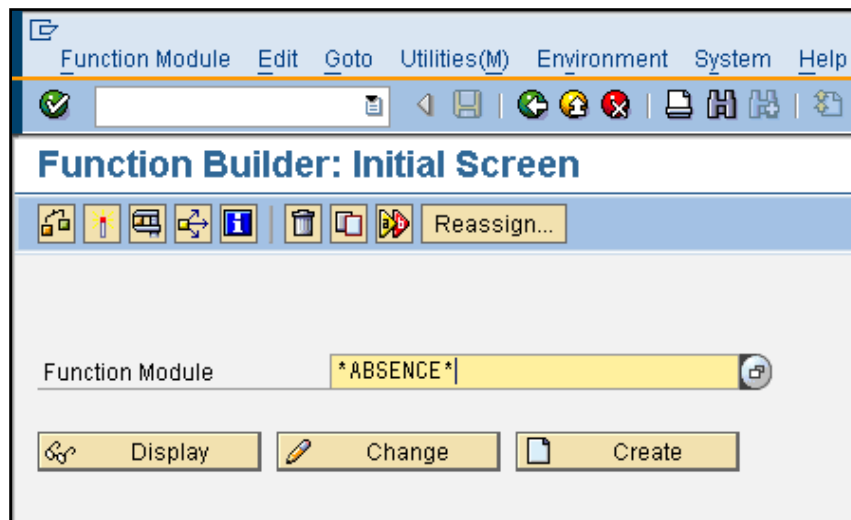 Function Module Edit Goto Utilities(M) Environment System Help
Function Builder: Initial Screen
Reassign...
Function Module *ABSENCE*
Display Change Create